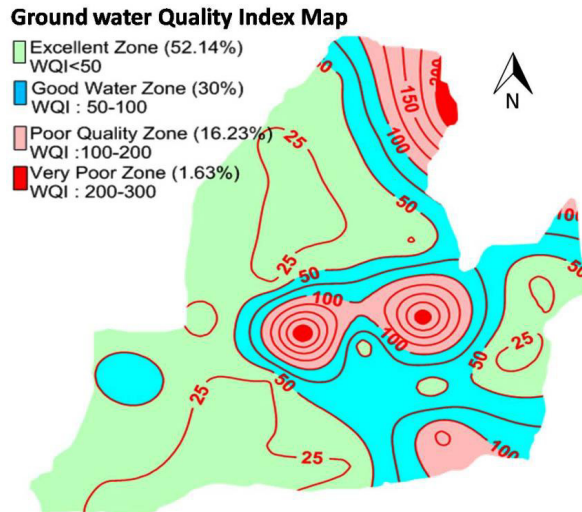 Ground water Quality Index Map
Excellent Zone (52.14%)
WQI<50
Good Water Zone (30%)
WQI : 50-100
Poor Quality Zone (16.23%)
WQI :100-200
Very Poor Zone (1.63%)
WQI : 200-300
N
200
150
100
25
50
100
50
25
50
100
100
25
50
50
25
25
100